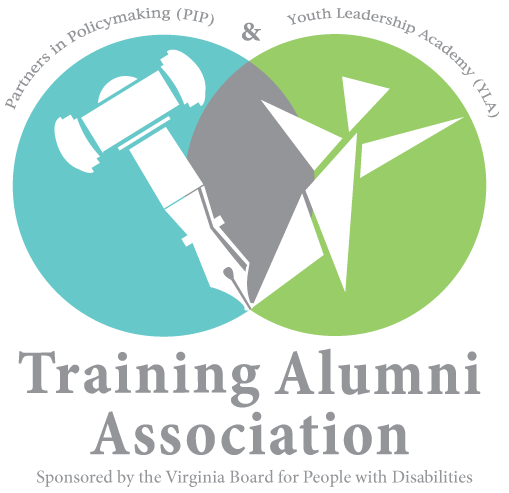 Partners in Policymaking (PIP)
&
Youth Leadership Academy (YLA)
Training Alumni
Association
Sponsored by the Virginia Board for People with Disabilities